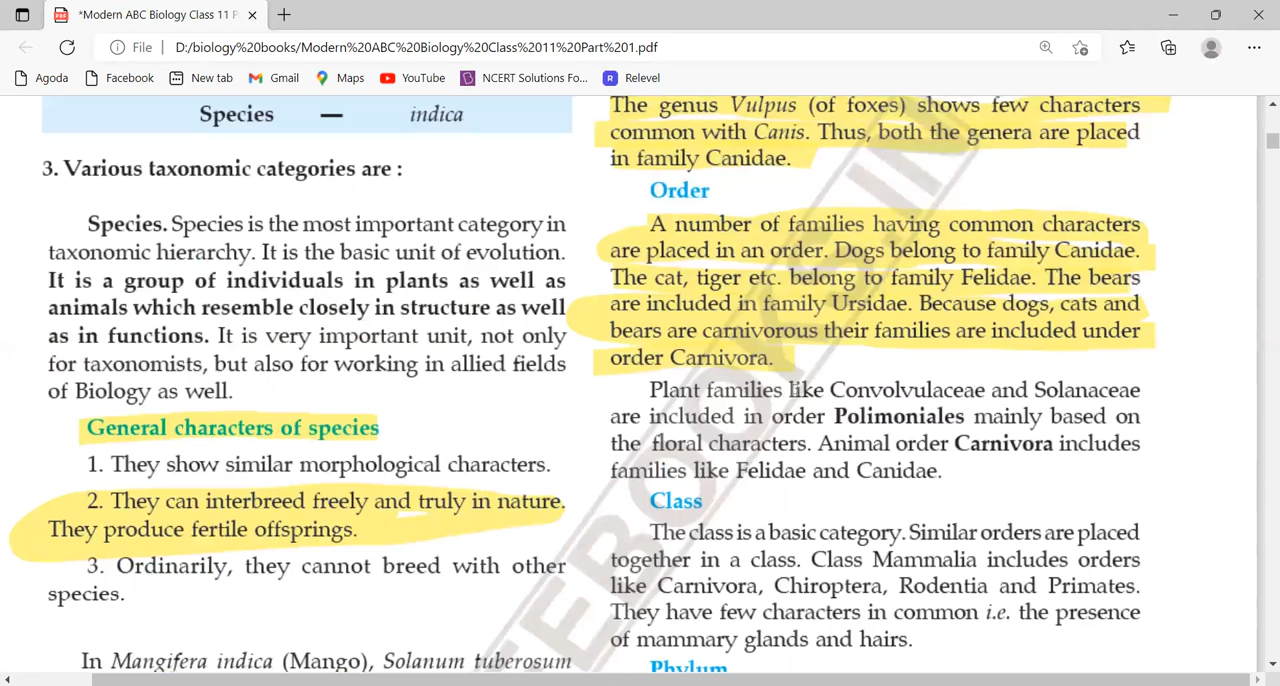 *Modern ABC Biology Class 11 P
File
D:/biology%20books/Modern%20ABC%20Biology%20Class%2011%20Part%201.pdf
Agoda
Facebook
New tab
Gmail
Maps
YouTube
NCERT Solutions Fo...
Relevel
Species — indica
3. Various taxonomic categories are :
Species. Species is the most important category in
taxonomic hierarchy. It is the basic unit of evolution.
It is a group of individuals in plants as well as
animals which resemble closely in structure as well
as in functions. It is very important unit, not only
for taxonomists, but also for working in allied fields
of Biology as well.
General characters of species
1. They show similar morphological characters.
2. They can interbreed freely and truly in nature.
They produce fertile offsprings.
3. Ordinarily, they cannot breed with other
species.
In Mangifera indica (Mango), Solanum tuberosum
The genus Vulpus (of foxes) shows few characters
common with Canis. Thus, both the genera are placed
in family Canidae.
Order
A number of families having common characters
are placed in an order. Dogs belong to family Canidae.
The cat, tiger etc. belong to family Felidae. The bears
are included in family Ursidae. Because dogs, cats and
bears are carnivorous their families are included under
order Carnivora.
Plant families like Convolvulaceae and Solanaceae
are included in order Polimoniales mainly based on
the floral characters. Animal order Carnivora includes
families like Felidae and Canidae.
Class
The class is a basic category. Similar orders are placed
together in a class. Class Mammalia includes orders
like Carnivora, Chiroptera, Rodentia and Primates.
They have few characters in common i.e. the presence
of mammary glands and hairs.
Phylum